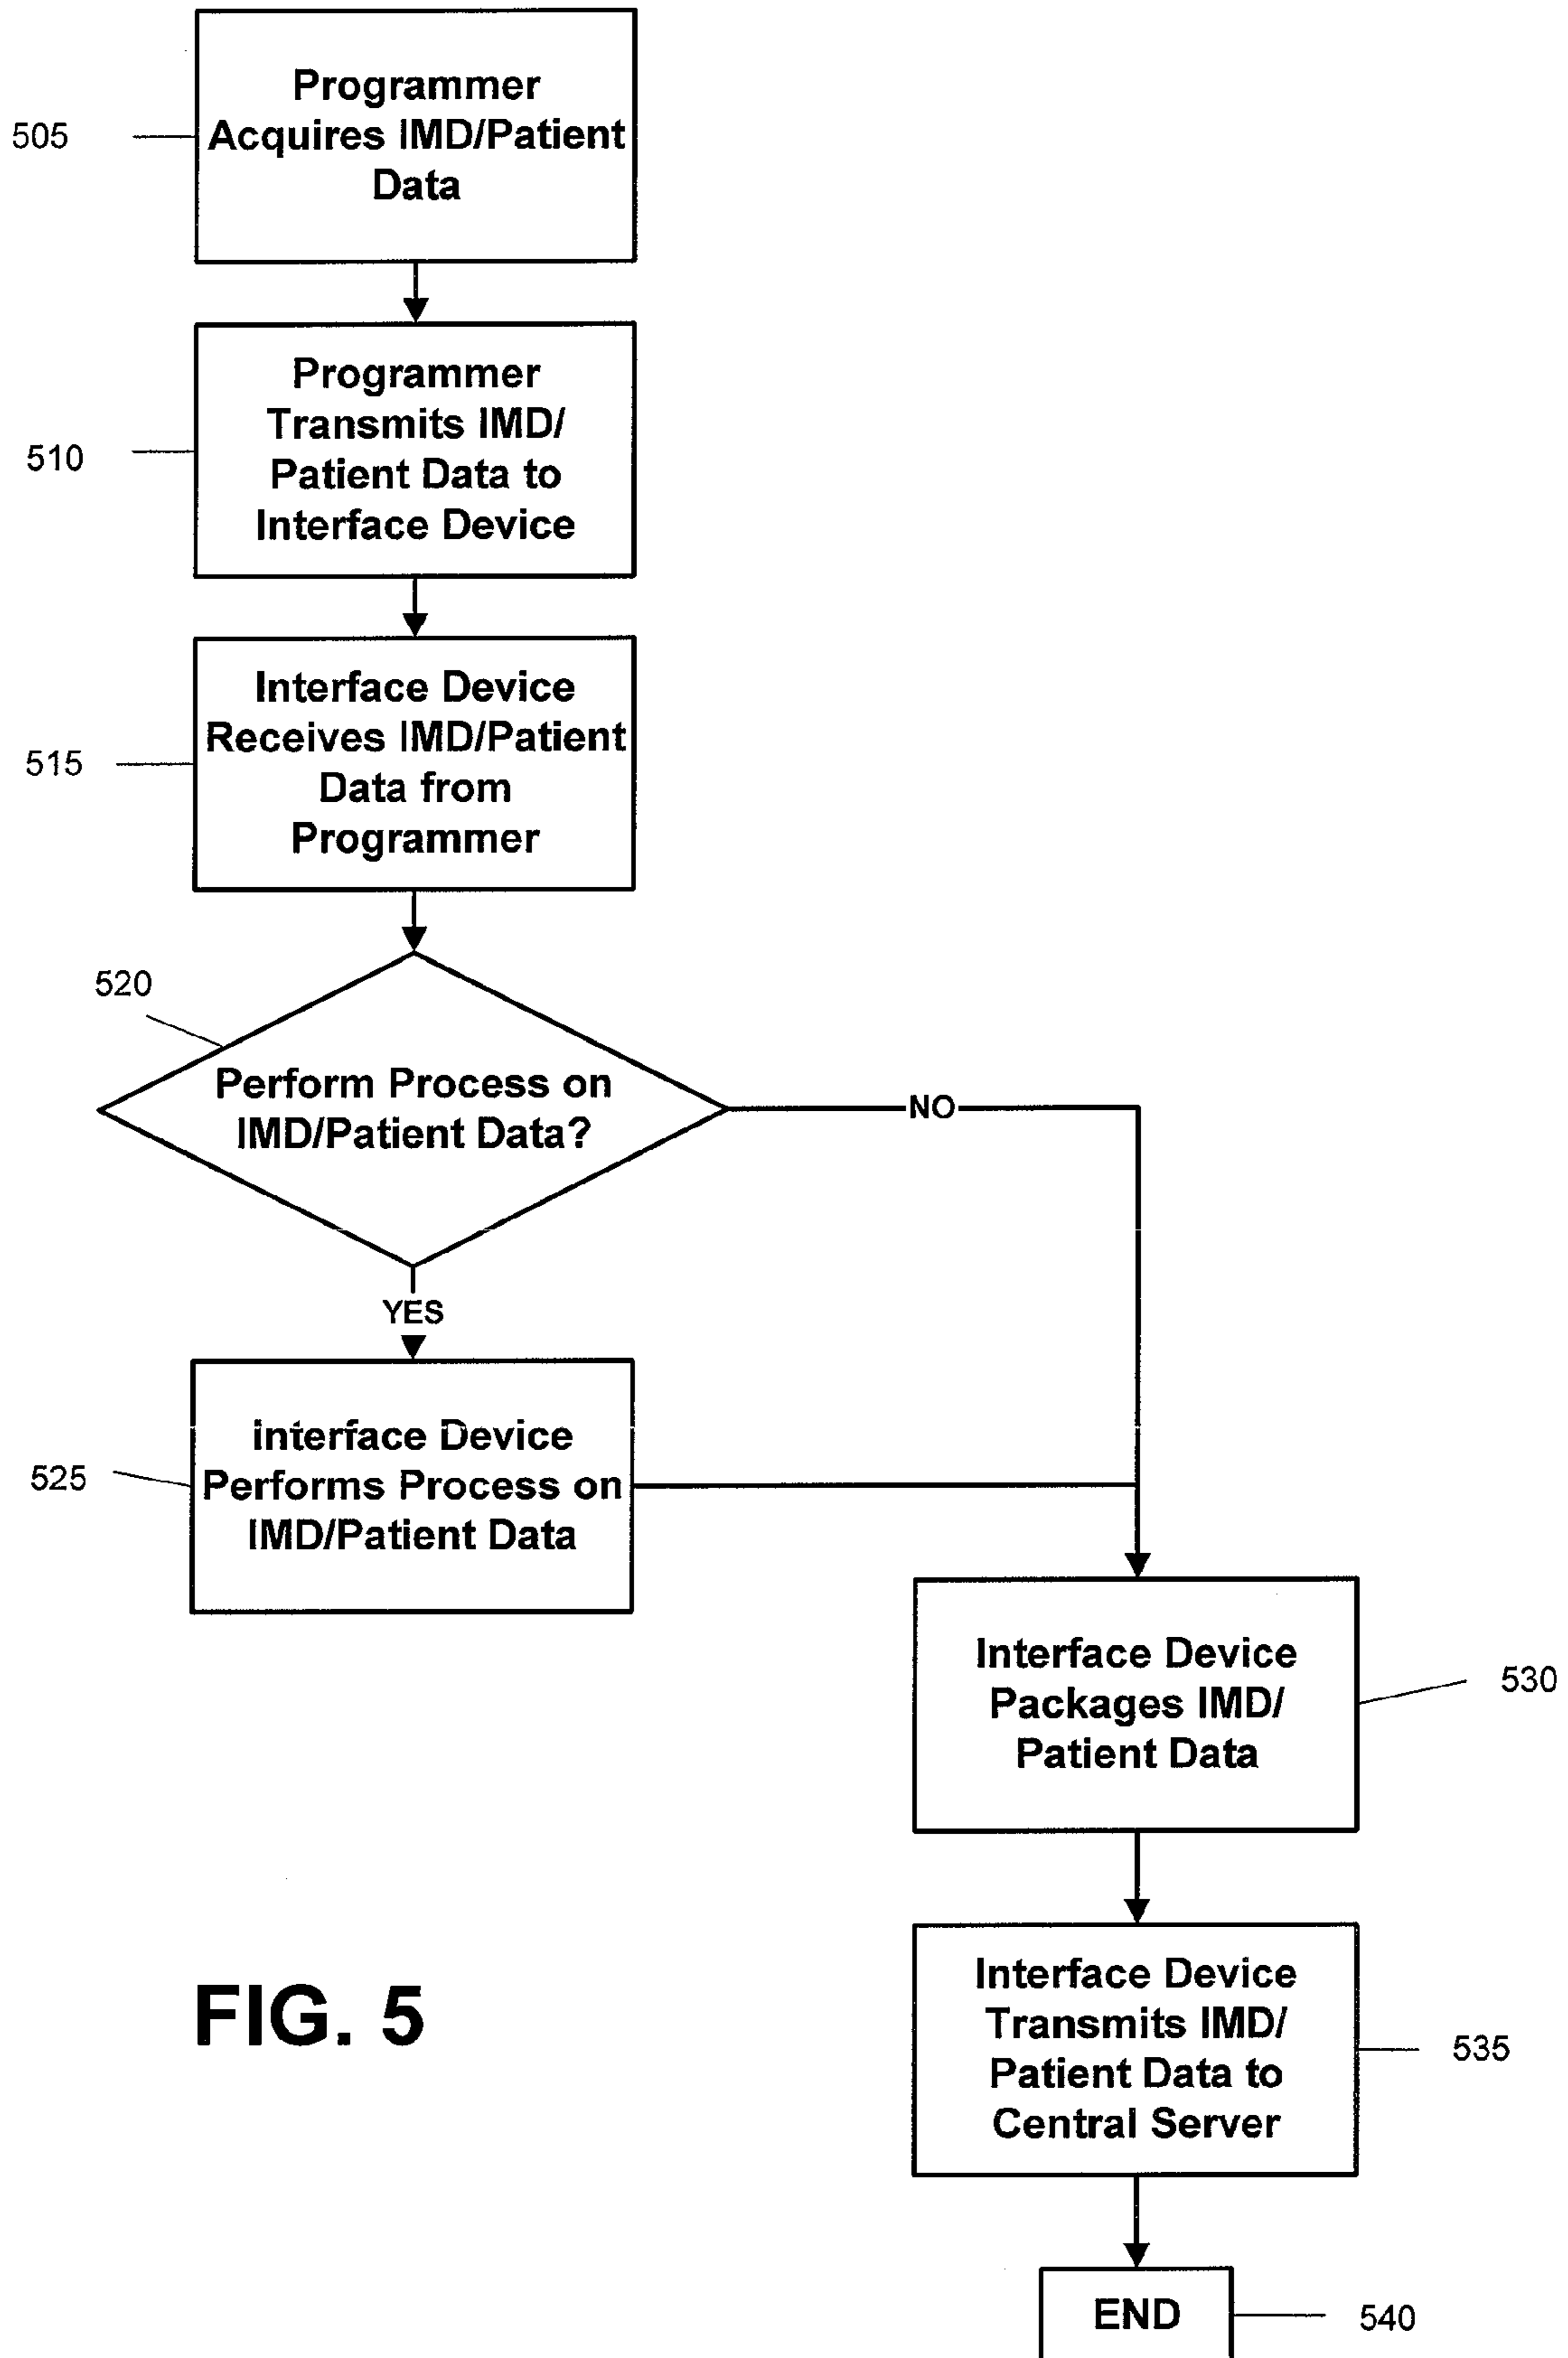 505
Programmer
Acquires IMD/Patient
Data
510
Programmer
Transmits IMD/
Patient Data to
Interface Device
515
Interface Device
Receives IMD/Patient
Data from
Programmer
520
Perform Process on
IMD/Patient Data?
NO
YES
525
Interface Device
Performs Process on
IMD/Patient Data
Interface Device
Packages IMD/
Patient Data
530
Interface Device
Transmits IMD/
Patient Data to
Central Server
535
FIG. 5
END
540